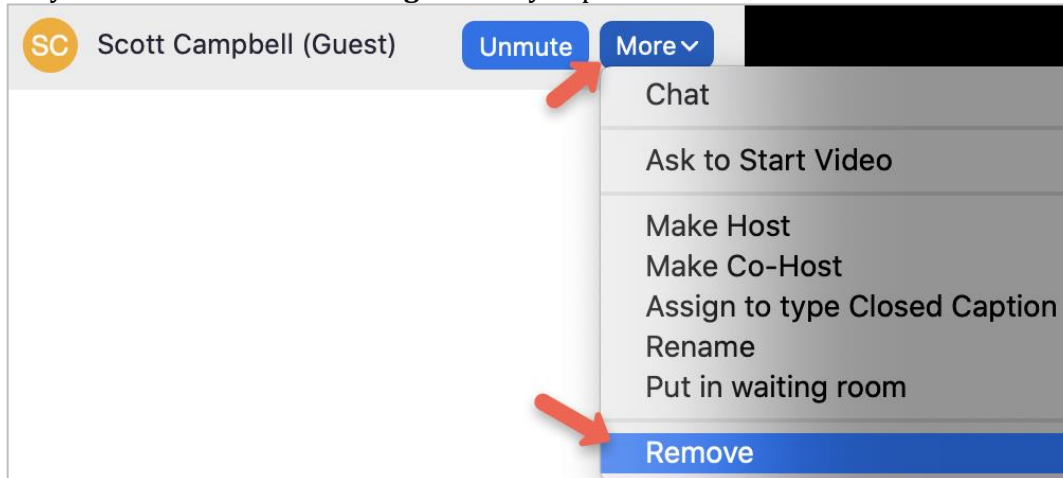 SC Scott Campbell (Guest) Unmute More
Chat
Ask to Start Video
Make Host
Make Co-Host
Assign to type Closed Caption
Rename
Put in waiting room
Remove